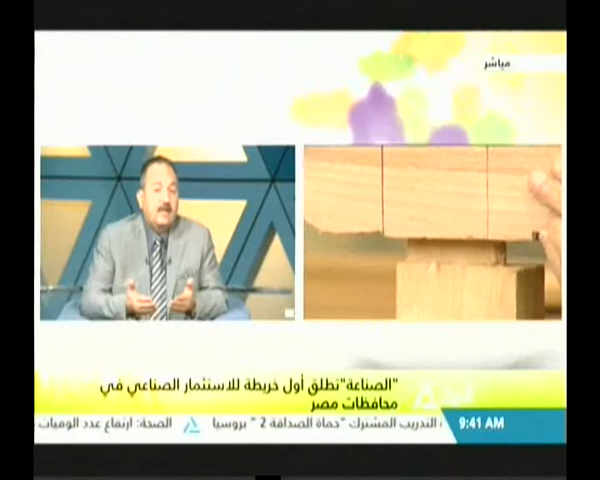 مباشر
"الصناعة"تطلق أول خريطة للاستثمار الصناعي في
محافظات مصر
التدريب المشترك "حماة الصداقة 2 " بروسيا
الصحة: ارتفاع عدد الوفيات
9:41 AM